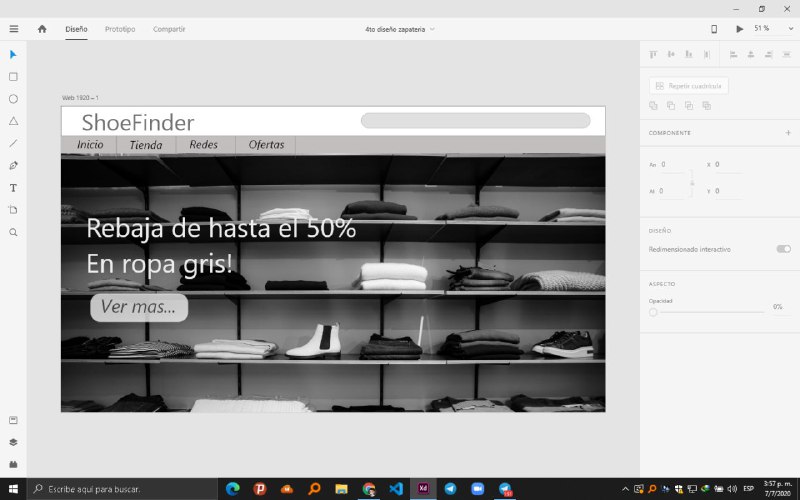 Diseño Prototipo Compartir
4to diseño zapateria
51 %
Web 1920 – 1
ShoeFinder
Inicio Tienda Redes Ofertas
Rebaja de hasta el 50%
En ropa gris!
Ver mas...
Repetir cuadrícula
COMPONENTE
An 0 X 0
Al 0 Y 0
DISEÑO
Redimensionado interactivo
ASPECTO
Opacidad
0%
Escribe aquí para buscar.
Xd
ESP
3:57 p. m.
7/7/2020